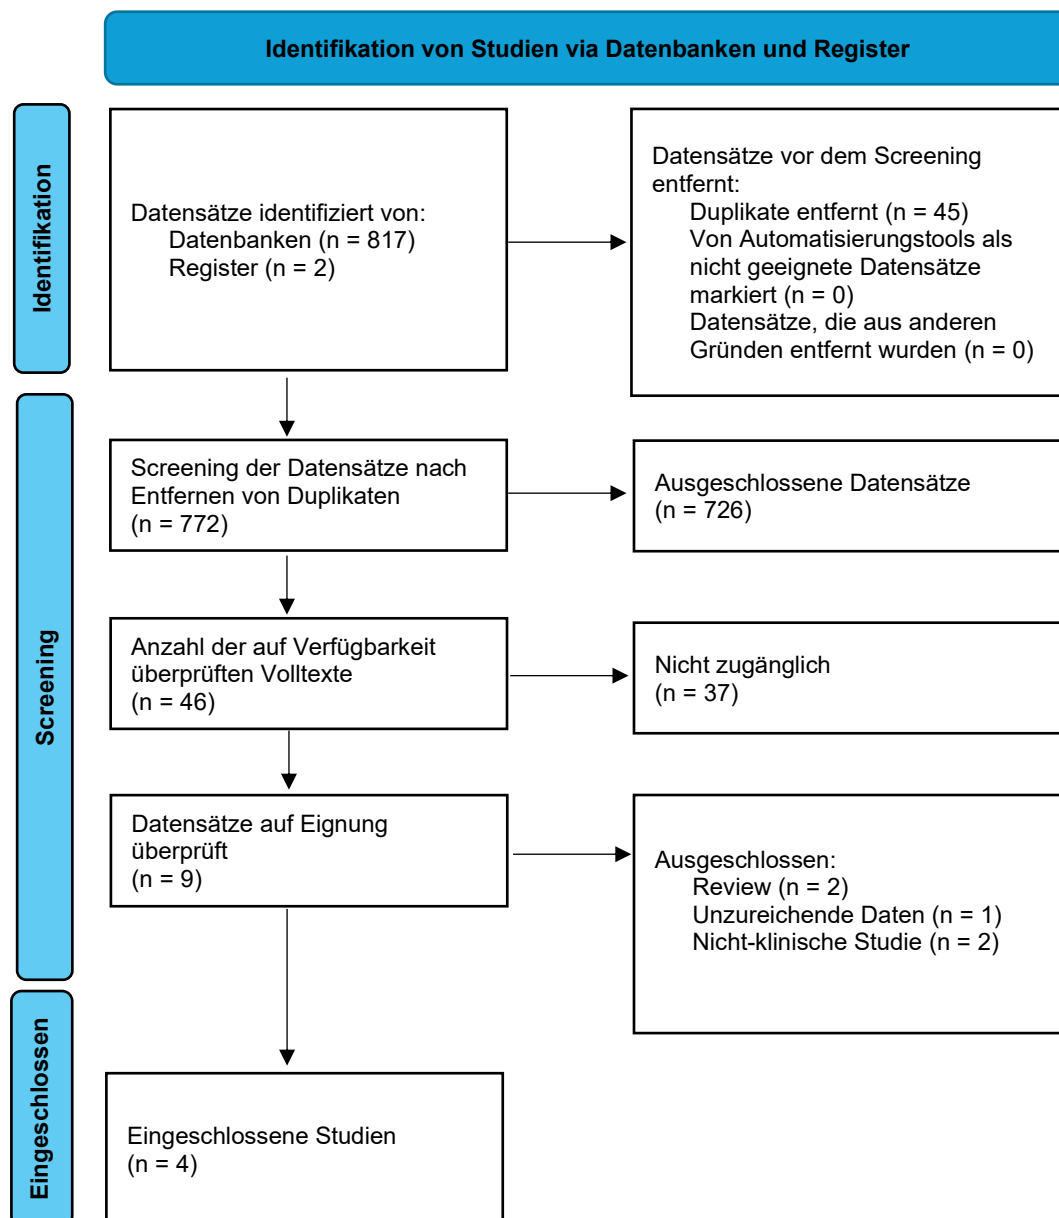 Identifikation von Studien via Datenbanken und Register
Identifikation
Datensätze identifiziert von:
Datenbanken (n = 817)
Register (n = 2)
Datensätze vor dem Screening
entfernt:
Duplikate entfernt (n = 45)
Von Automatisierungstools als
nicht geeignete Datensätze
markiert (n = 0)
Datensätze, die aus anderen
Gründen entfernt wurden (n = 0)
Screening
Screening der Datensätze nach
Entfernen von Duplikaten
(n = 772)
Ausgeschlossene Datensätze
(n = 726)
Anzahl der auf Verfügbarkeit
überprüften Volltexte
(n = 46)
Nicht zugänglich
(n = 37)
Datensätze auf Eignung
überprüft
(n = 9)
Ausgeschlossen:
Review (n = 2)
Unzureichende Daten (n = 1)
Nicht-klinische Studie (n = 2)
Eingeschlossen
Eingeschlossene Studien
(n = 4)